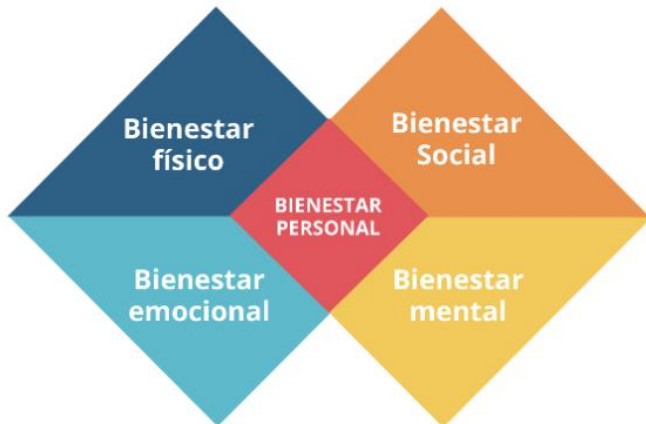 Bienestar
físico
Bienestar
Social
BIENESTAR
PERSONAL
Bienestar
emocional
Bienestar
mental